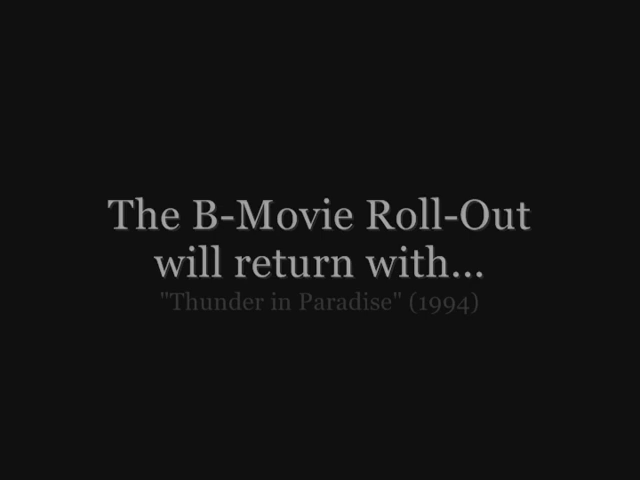 The B-Movie Roll-Out
will return with...
"Thunder in Paradise" (1994)